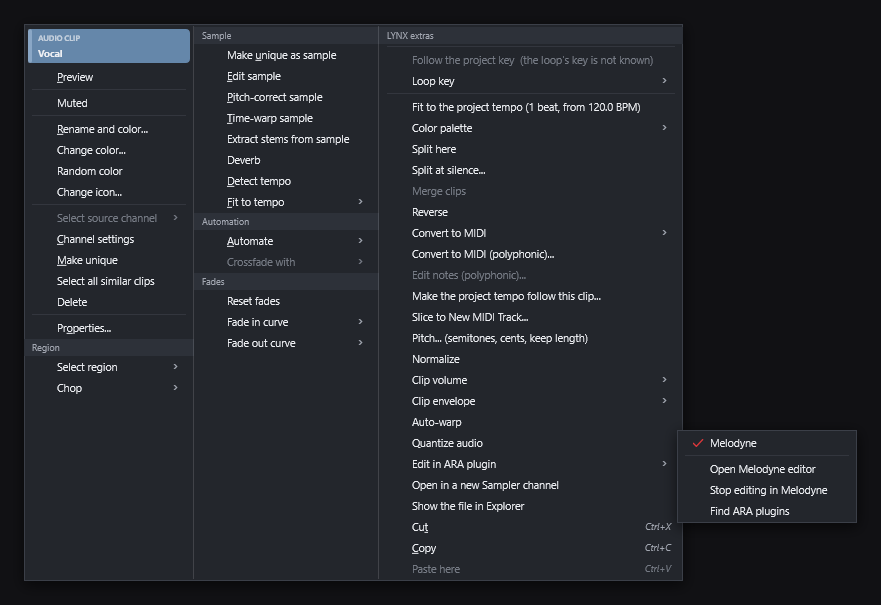 AUDIO CLIP
Vocal
Preview
Muted
Rename and color...
Change color...
Random color
Change icon...
Select source channel
Channel settings
Make unique
Select all similar clips
Delete
Properties...
Region
Select region
Chop
Sample
Make unique as sample
Edit sample
Pitch-correct sample
Time-warp sample
Extract stems from sample
Deverb
Detect tempo
Fit to tempo
Automation
Automate
Crossfade with
Fades
Reset fades
Fade in curve
Fade out curve
LYNX extras
Follow the project key  (the loop's key is not known)
Loop key
Fit to the project tempo (1 beat, from 120.0 BPM)
Color palette
Split here
Split at silence...
Merge clips
Reverse
Convert to MIDI
Convert to MIDI (polyphonic)...
Edit notes (polyphonic)...
Make the project tempo follow this clip...
Slice to New MIDI Track...
Pitch... (semitones, cents, keep length)
Normalize
Clip volume
Clip envelope
Auto-warp
Quantize audio
Edit in ARA plugin
Open in a new Sampler channel
Show the file in Explorer
Cut Ctrl+X
Copy Ctrl+C
Paste here Ctrl+V
Melodyne
Open Melodyne editor
Stop editing in Melodyne
Find ARA plugins